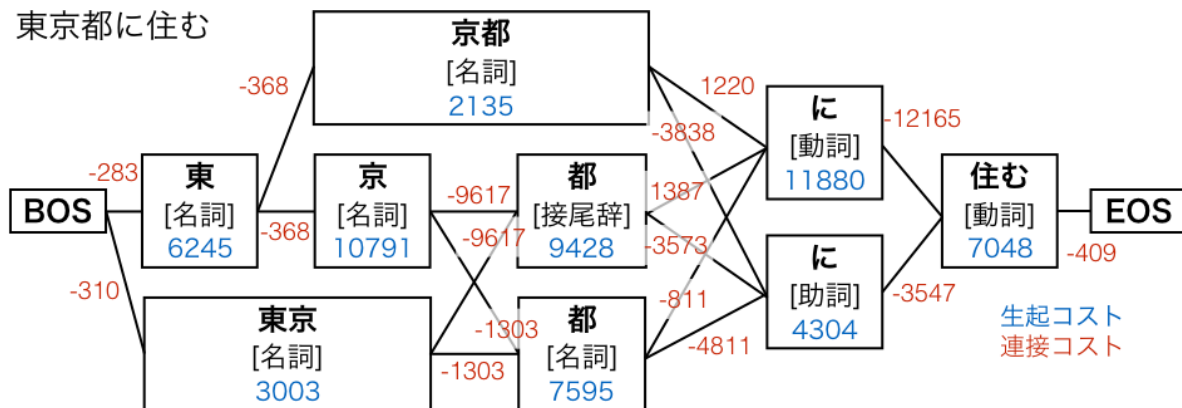 東京都に住む
京都
[名詞]
2135
-368
1220
-3838
に
[動詞]
11880
-12165
-283
東
[名詞]
6245
-368
京
[名詞]
10791
-9617
-9617
都
[接尾辞]
9428
1387
-3573
住む
[動詞]
7048
BOS
EOS
-409
-310
東京
[名詞]
3003
-1303
-1303
都
[名詞]
7595
-811
-4811
に
[助詞]
4304
-3547
生起コスト
連接コスト